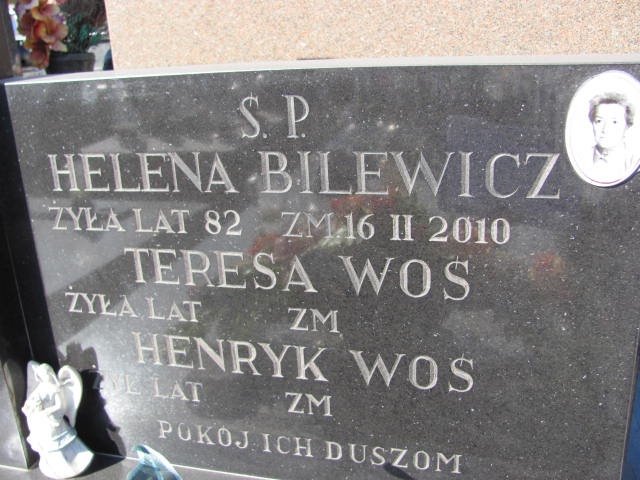 Ś.P.
HELENA BILEWICZ
ŻYŁA LAT 82 ZM.16 II 2010
TERESA WOŚ
ŻYŁA LAT ZM
HENRYK WOŚ
ŻYŁ LAT ZM
POKÓJ ICH DUSZOM